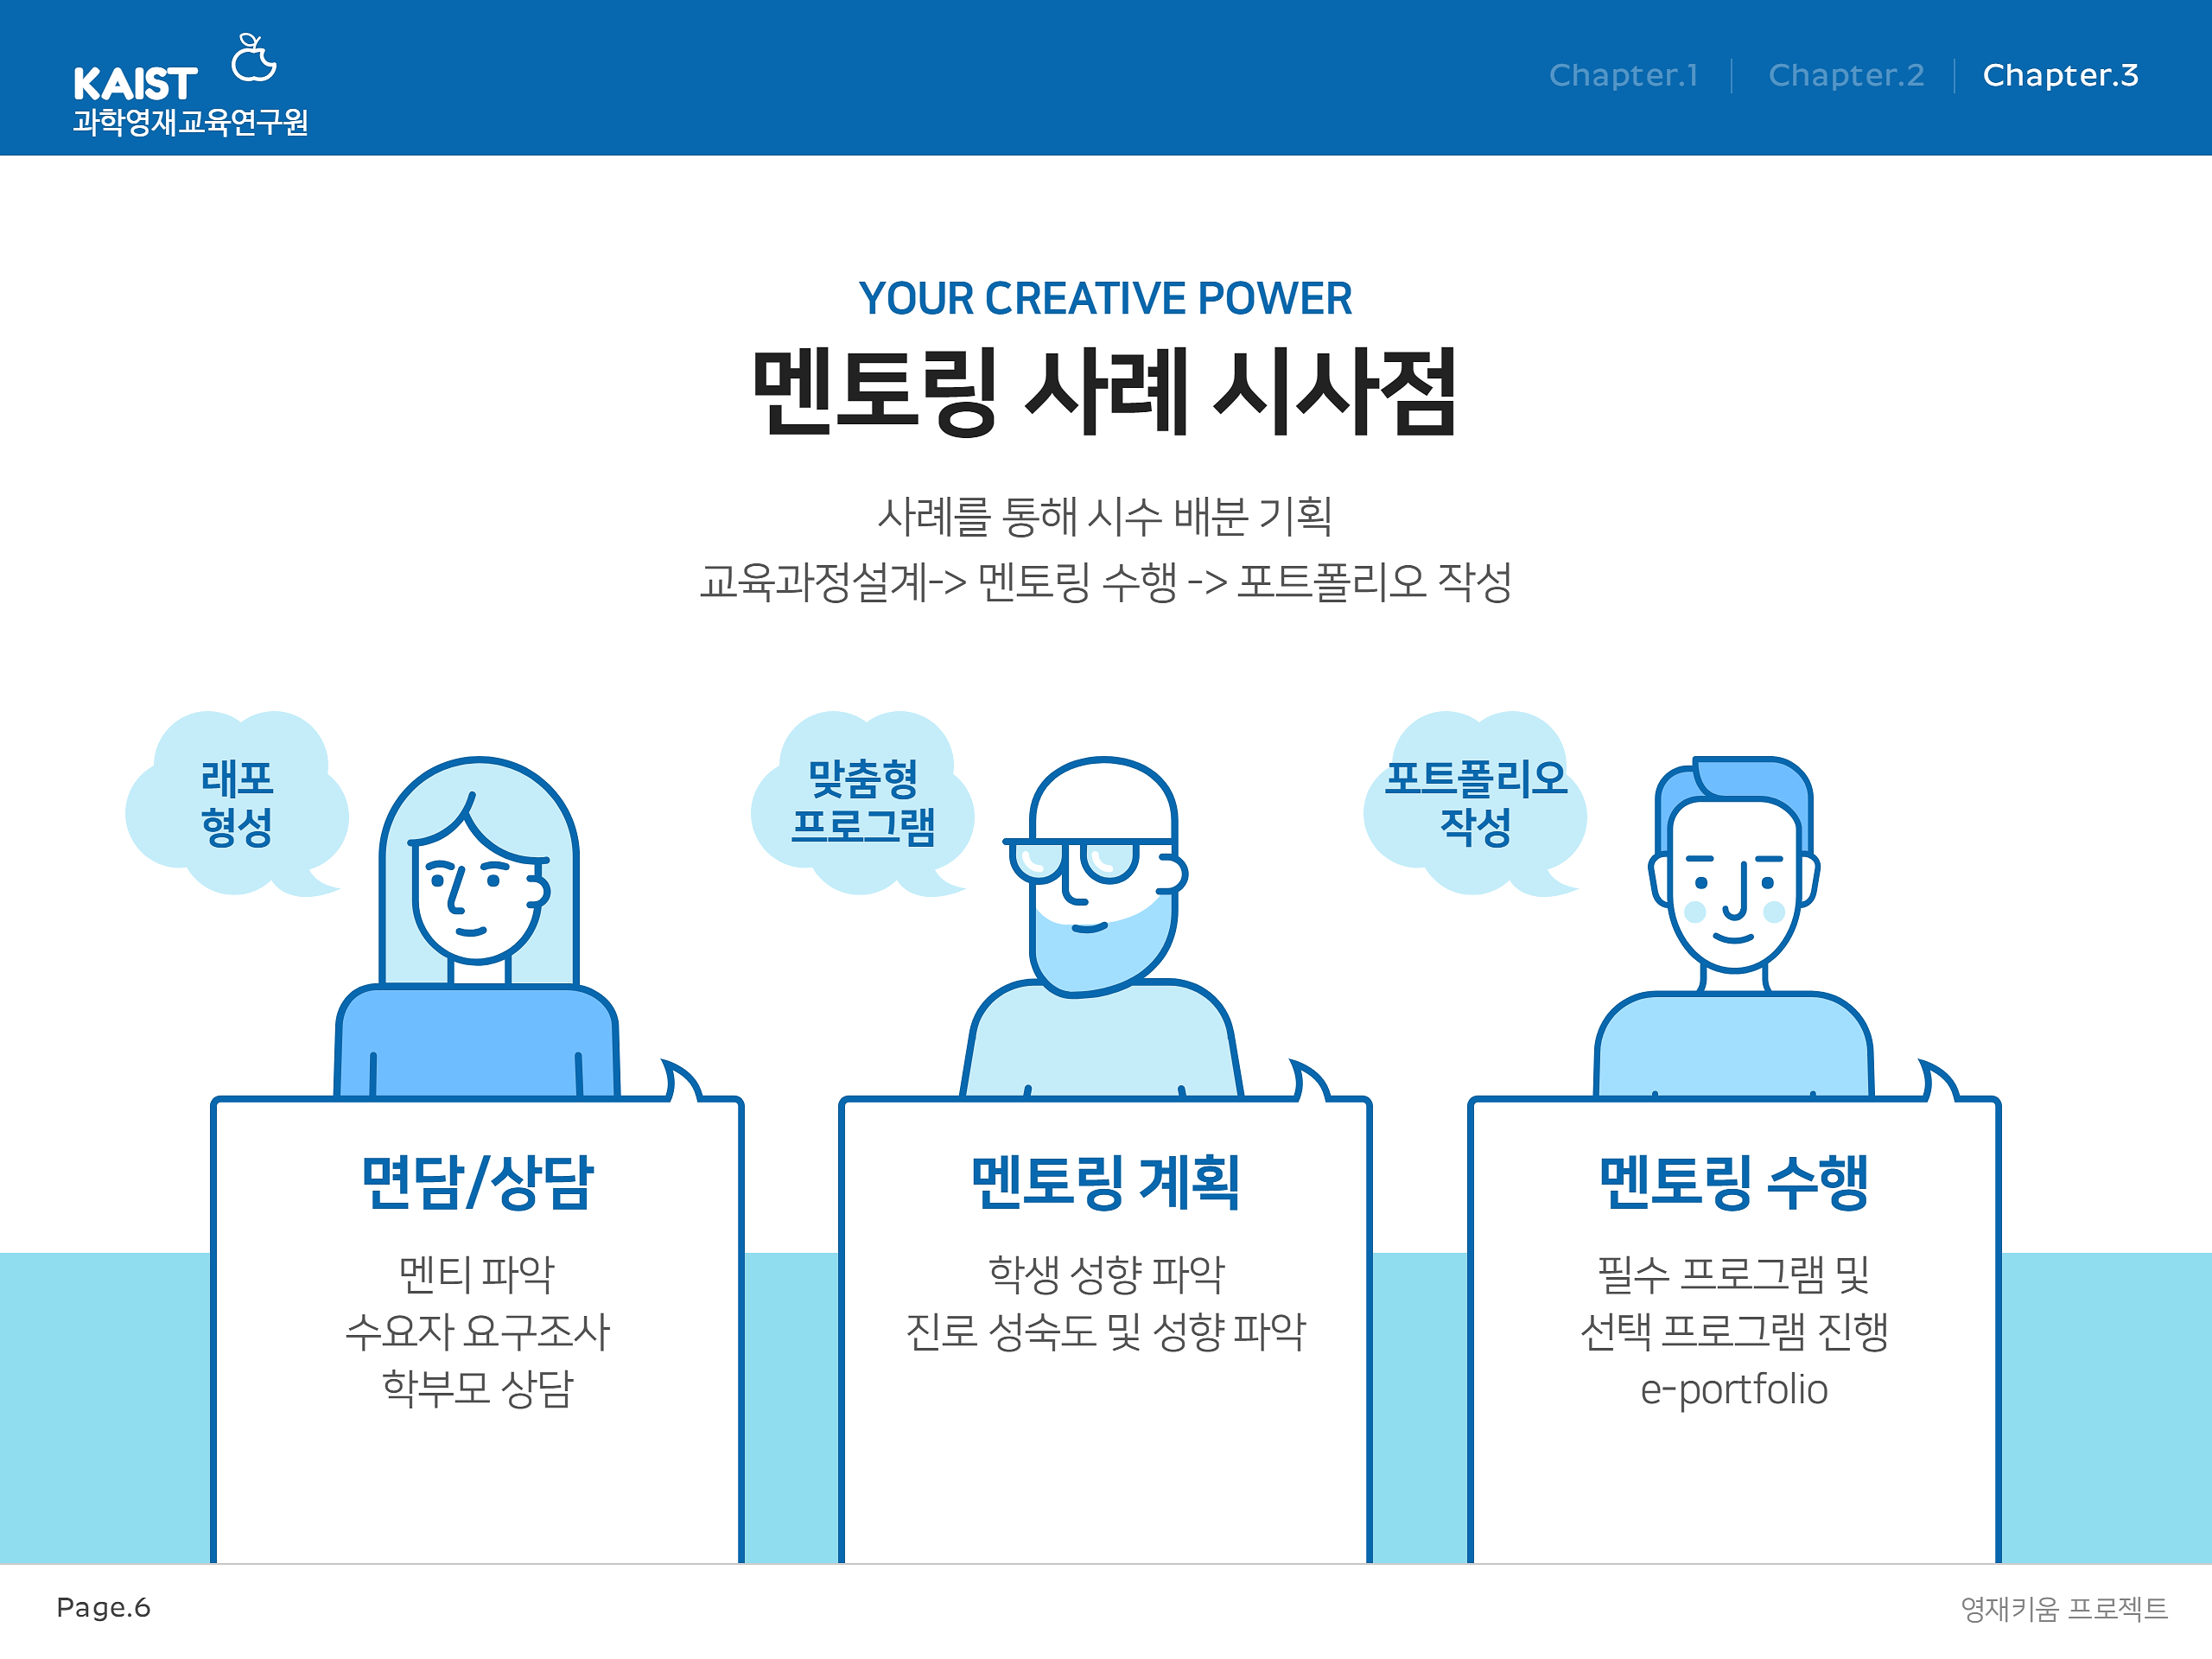 KAIST
과학영재교육연구원
Chapter.1
Chapter.2
Chapter.3
YOUR CREATIVE POWER
멘토링 사례 시사점
사례를 통해 시수 배분 기획
교육과정설계-> 멘토링 수행 -> 포트폴리오 작성
래포
형성
맞춤형
프로그램
포트폴리오
작성
면담/상담
멘티 파악
수요자 요구조사
학부모 상담
멘토링 계획
학생 성향 파악
진로 성숙도 및 성향 파악
멘토링 수행
필수 프로그램 및
선택 프로그램 진행
e-portfolio
Page.6
영재키움 프로젝트